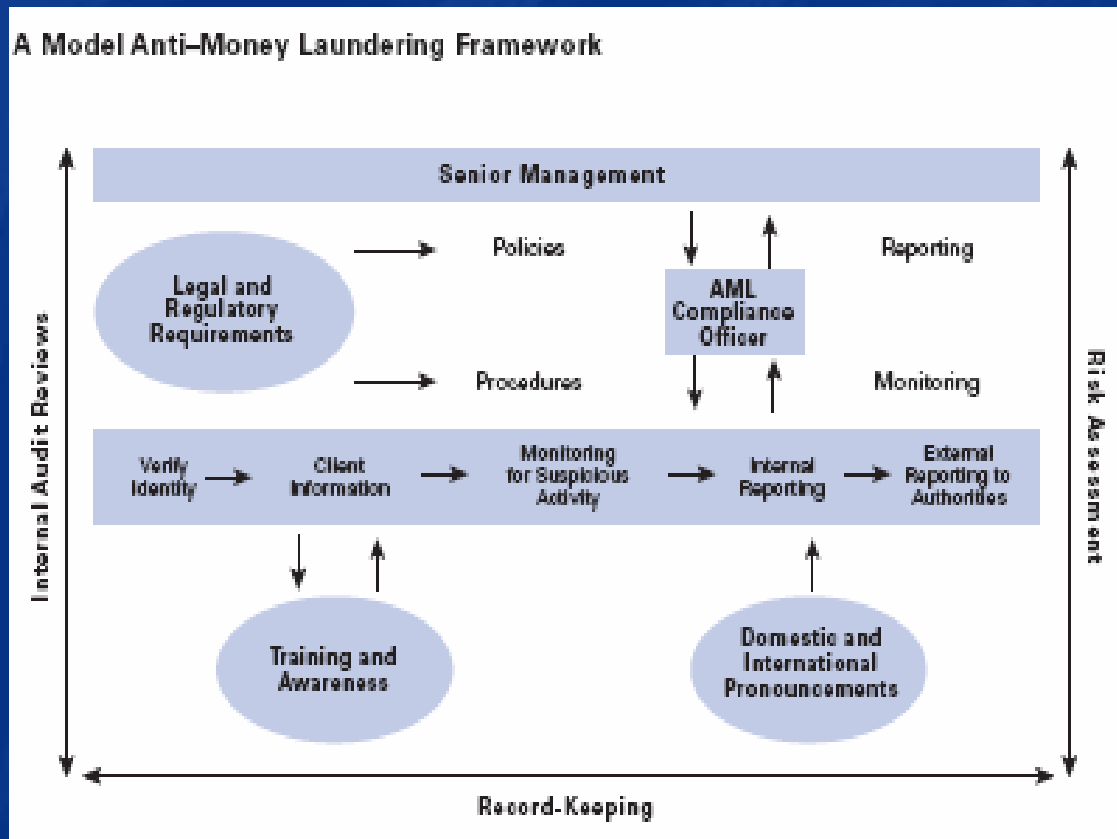 A Model Anti–Money Laundering Framework
Senior Management
Legal and
Regulatory
Requirements
Policies
Procedures
AML
Compliance
Officer
Reporting
Monitoring
Internal Audit Reviews
Risk Assessment
Verify
Identity
Client
Information
Monitoring
for Suspicious
Activity
Internal
Reporting
External
Reporting to
Authorities
Training and
Awareness
Domestic and
International
Pronouncements
Record-Keeping